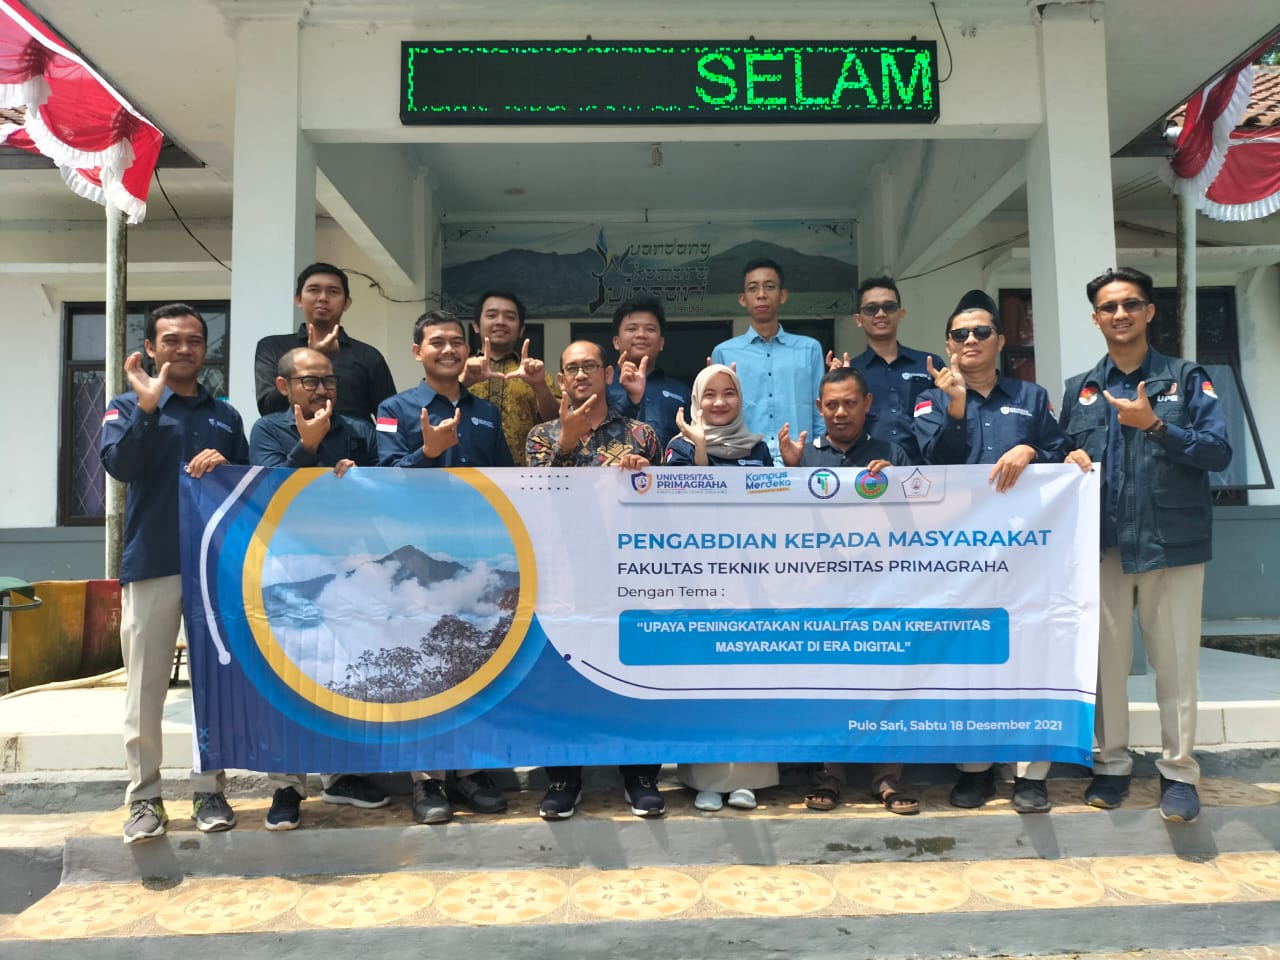 SELAM
Juandang
UNIVERSITAS
PRIMAGRAHA
Kampus
Merdeka
PENGABDIAN KEPADA MASYARAKAT
FAKULTAS TEKNIK UNIVERSITAS PRIMAGRAHA
Dengan Tema :
“UPAYA PENINGKATAKAN KUALITAS DAN KREATIVITAS
MASYARAKAT DI ERA DIGITAL”
Pulo Sari, Sabtu 18 Desember 2021
UPG